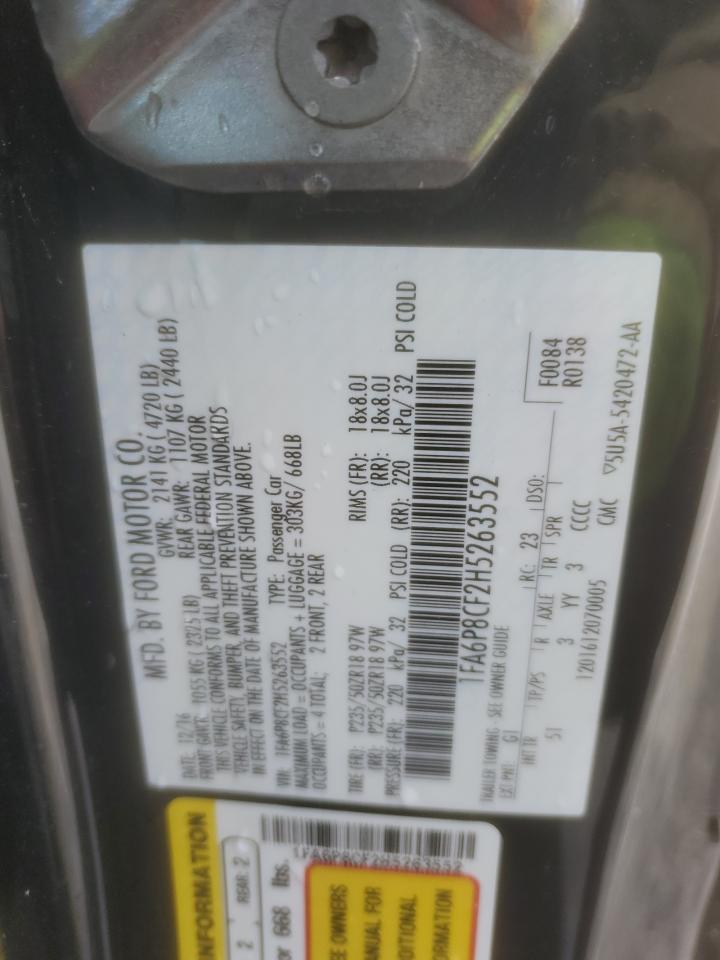 MFD. BY FORD MOTOR CO.
DATE: 12/16 GVWR: 2141 KG ( 4720 LB)
FRONT GAWR: 1055 KG ( 2325 LB) REAR GAWR: 1107 KG ( 2440 LB)
THIS VEHICLE CONFORMS TO ALL APPLICABLE FEDERAL MOTOR
VEHICLE SAFETY, BUMPER, AND THEFT PREVENTION STANDARDS
IN EFFECT ON THE DATE OF MANUFACTURE SHOWN ABOVE.
VIN: 1FA6P8CF2H5263552 TYPE: Passenger Car
MAXIMUM LOAD = OCCUPANTS + LUGGAGE = 303KG/ 668LB
OCCUPANTS = 4 TOTAL; 2 FRONT, 2 REAR
TIRE (FR): P235/50ZR18 97W RIMS (FR): 18x8.0J
(RR): P235/50ZR18 97W (RR): 18x8.0J
PRESSURE (FR): 220 kPa/ 32 PSI COLD (RR): 220 kPa/ 32 PSI COLD
1FA6P8CF2H5263552
TRAILER TOWING SEE OWNER GUIDE
EXT PNT: G1 RC: 23 DSO: F0084
INT TR TP/PS R AXLE TR SPR R0138
51 3 YY 3 CCCC
1201612070005 CMC ▽5U5A-5420472-AA
INFORMATION
2 REAR: 2
or 668 lbs.
1FA6P8CF2H5263552
SEE OWNERS
MANUAL FOR
DITIONAL
ORMATION